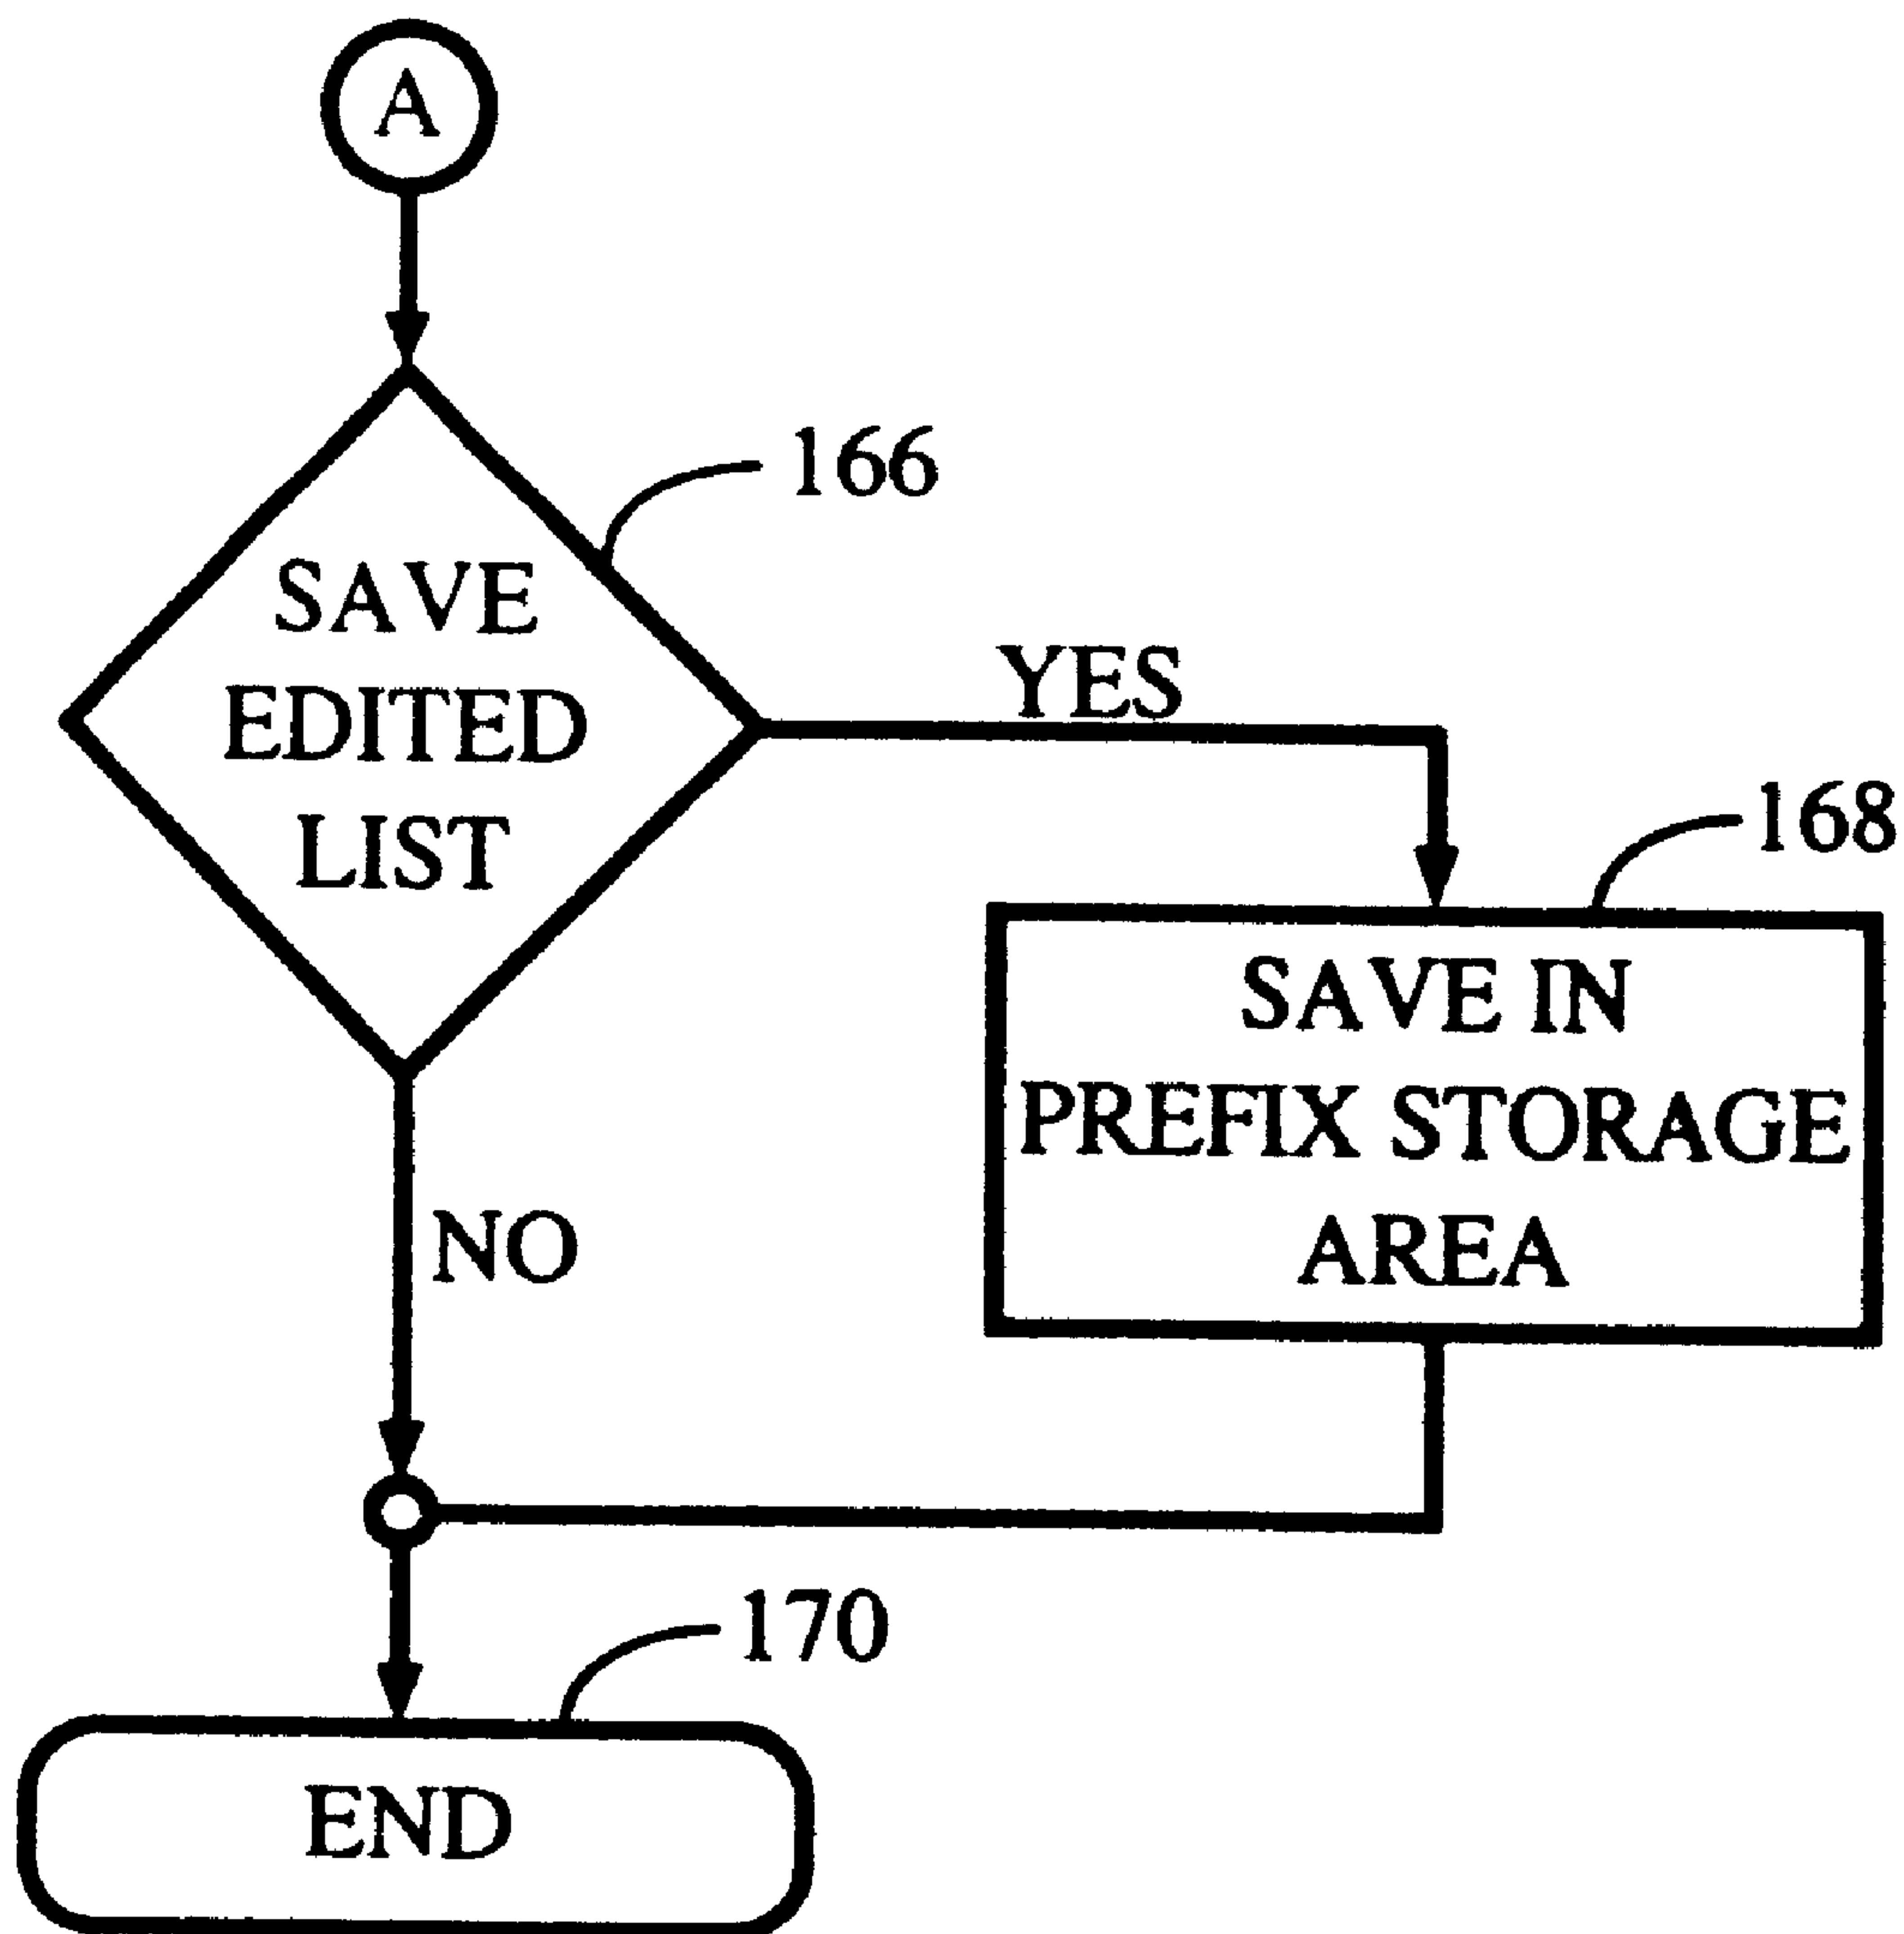 A
166
SAVE
EDITED
LIST
YES
168
SAVE IN
PREFIX STORAGE
AREA
NO
170
END